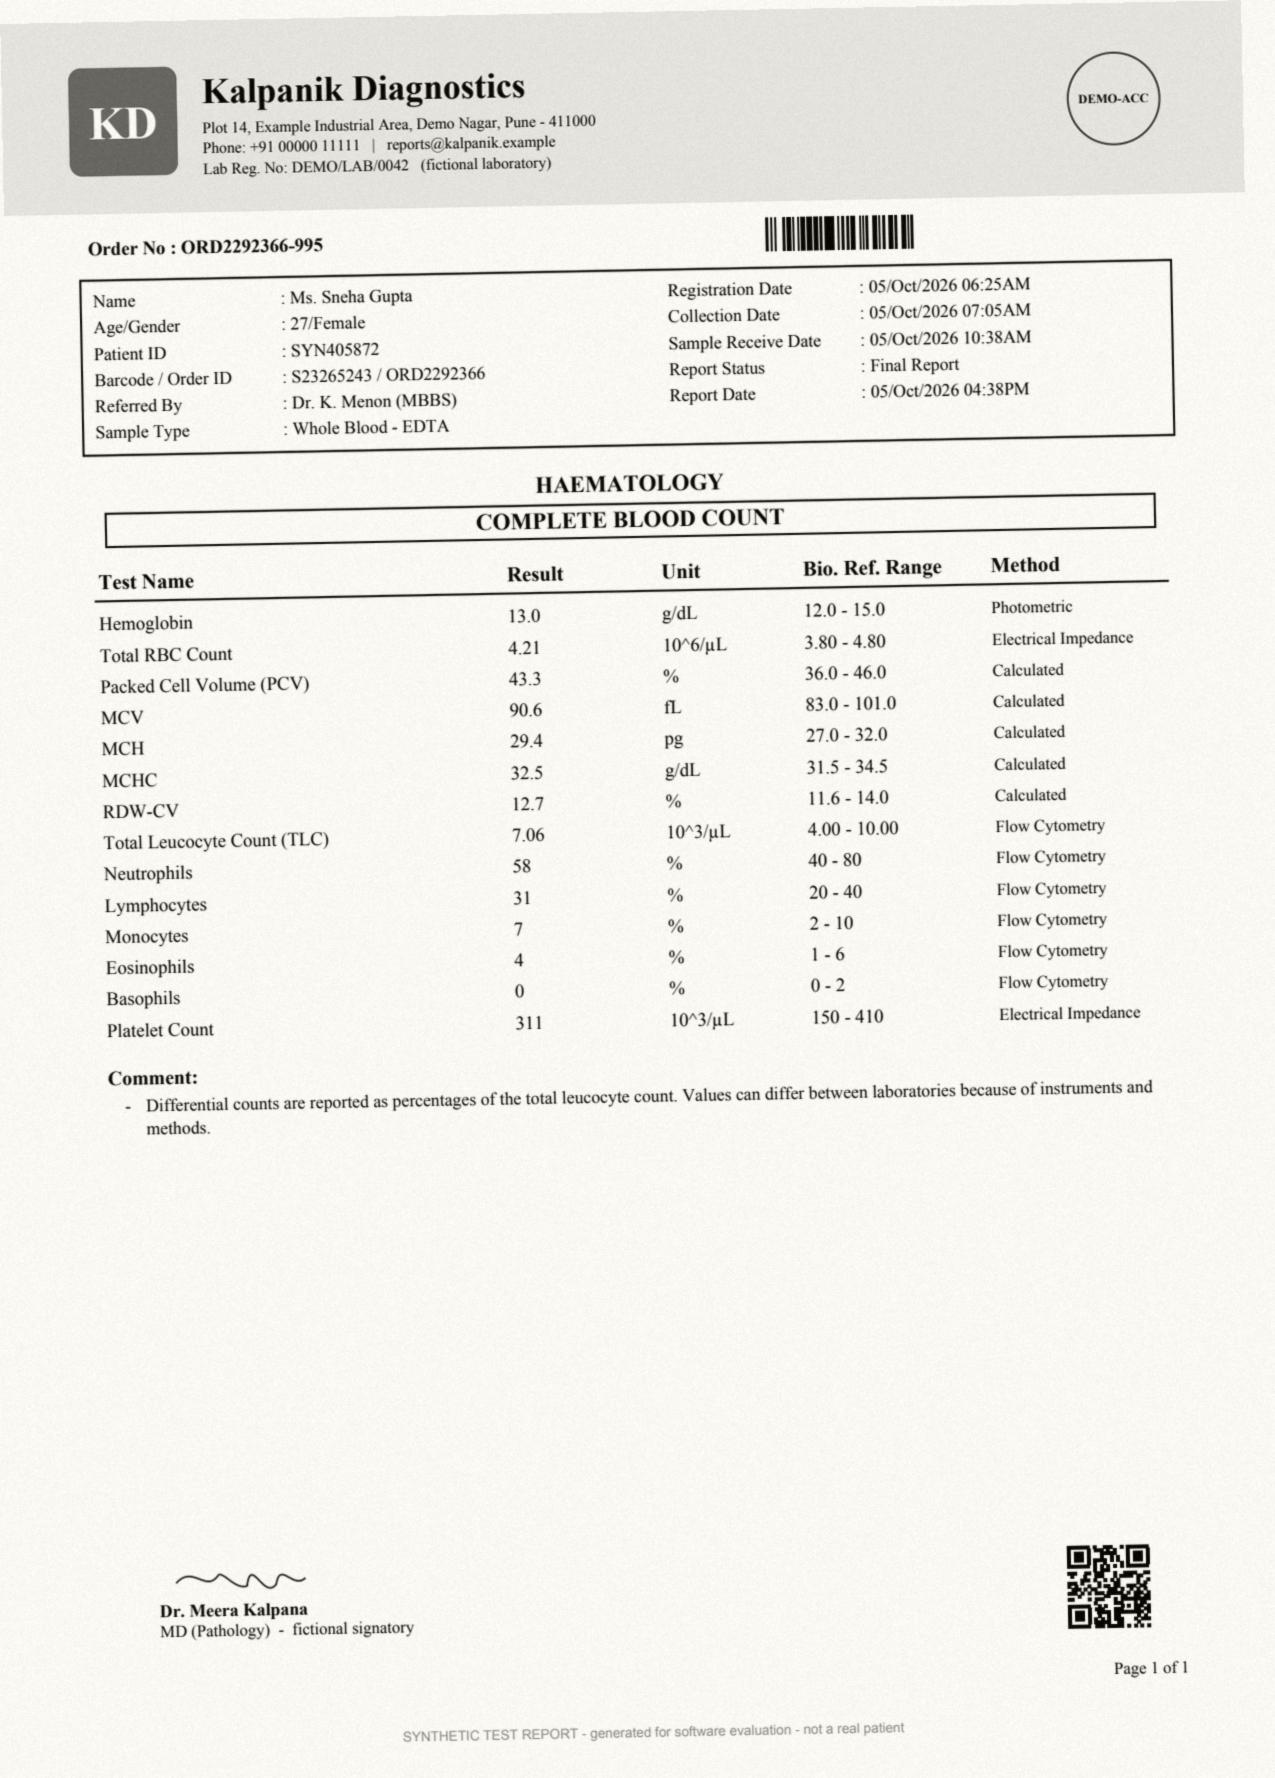 KD
Kalpanik Diagnostics
Plot 14, Example Industrial Area, Demo Nagar, Pune - 411000
Phone: +91 00000 11111 | reports@kalpanik.example
Lab Reg. No: DEMO/LAB/0042 (fictional laboratory)
DEMO-ACC
Order No : ORD2292366-995
Name : Ms. Sneha Gupta Registration Date : 05/Oct/2026 06:25AM
Age/Gender : 27/Female Collection Date : 05/Oct/2026 07:05AM
Patient ID : SYN405872 Sample Receive Date : 05/Oct/2026 10:38AM
Barcode / Order ID : S23265243 / ORD2292366 Report Status : Final Report
Referred By : Dr. K. Menon (MBBS) Report Date : 05/Oct/2026 04:38PM
Sample Type : Whole Blood - EDTA
HAEMATOLOGY
COMPLETE BLOOD COUNT
Test Name Result Unit Bio. Ref. Range Method
Hemoglobin 13.0 g/dL 12.0 - 15.0 Photometric
Total RBC Count 4.21 10^6/µL 3.80 - 4.80 Electrical Impedance
Packed Cell Volume (PCV) 43.3 % 36.0 - 46.0 Calculated
MCV 90.6 fL 83.0 - 101.0 Calculated
MCH 29.4 pg 27.0 - 32.0 Calculated
MCHC 32.5 g/dL 31.5 - 34.5 Calculated
RDW-CV 12.7 % 11.6 - 14.0 Calculated
Total Leucocyte Count (TLC) 7.06 10^3/µL 4.00 - 10.00 Flow Cytometry
Neutrophils 58 % 40 - 80 Flow Cytometry
Lymphocytes 31 % 20 - 40 Flow Cytometry
Monocytes 7 % 2 - 10 Flow Cytometry
Eosinophils 4 % 1 - 6 Flow Cytometry
Basophils 0 % 0 - 2 Flow Cytometry
Platelet Count 311 10^3/µL 150 - 410 Electrical Impedance
Comment:
- Differential counts are reported as percentages of the total leucocyte count. Values can differ between laboratories because of instruments and
methods.
Dr. Meera Kalpana
MD (Pathology) - fictional signatory
Page 1 of 1
SYNTHETIC TEST REPORT - generated for software evaluation - not a real patient